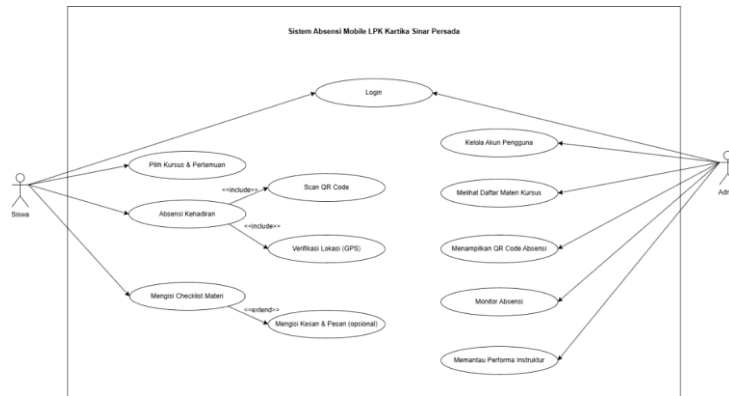 Sistem Absensi Mobile LPK Kartika Sinar Persada
Login
Kelola Akun Pengguna
Pilih Kursus & Pertemuan
<<include>>
Scan QR Code
Siswa
Melihat Daftar Materi Kursus
Adm
Absensi Kehadiran
<<include>>
Verifikasi Lokasi (GPS)
Menampilkan QR Code Absensi
Mengisi Checklist Materi
<<extend>>
Monitor Absensi
Mengisi Kesan & Pesan (opsional)
Memantau Performa Instruktur